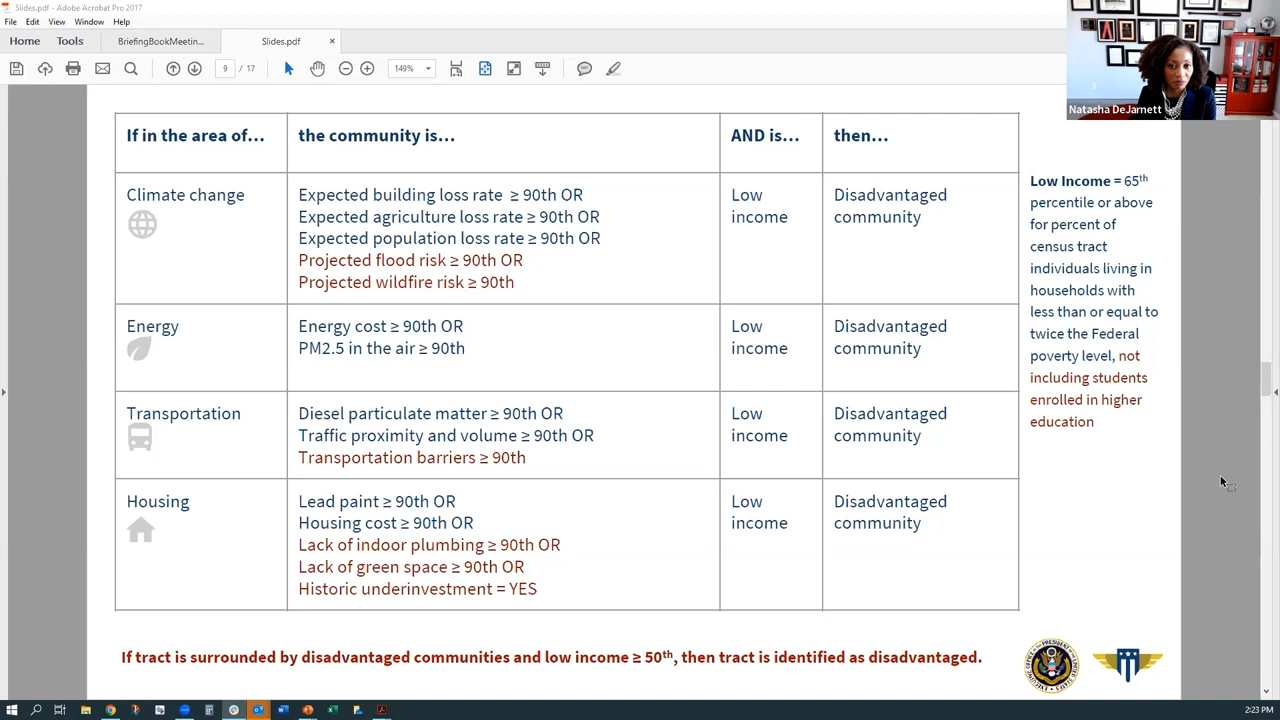 Slides.pdf - Adobe Acrobat Pro 2017
File Edit View Window Help
Home Tools BriefingBookMeetin... Slides.pdf ×
9 / 17
Natasha DeJarnett
If in the area of… the community is… AND is… then…
Climate change
Expected building loss rate ≥ 90th OR
Expected agriculture loss rate ≥ 90th OR
Expected population loss rate ≥ 90th OR
Projected flood risk ≥ 90th OR
Projected wildfire risk ≥ 90th
Low
income
Disadvantaged
community
Energy
Energy cost ≥ 90th OR
PM2.5 in the air ≥ 90th
Low
income
Disadvantaged
community
Transportation
Diesel particulate matter ≥ 90th OR
Traffic proximity and volume ≥ 90th OR
Transportation barriers ≥ 90th
Low
income
Disadvantaged
community
Housing
Lead paint ≥ 90th OR
Housing cost ≥ 90th OR
Lack of indoor plumbing ≥ 90th OR
Lack of green space ≥ 90th OR
Historic underinvestment = YES
Low
income
Disadvantaged
community
Low Income = 65th
percentile or above
for percent of
census tract
individuals living in
households with
less than or equal to
twice the Federal
poverty level, not
including students
enrolled in higher
education
If tract is surrounded by disadvantaged communities and low income ≥ 50th, then tract is identified as disadvantaged.
2:23 PM